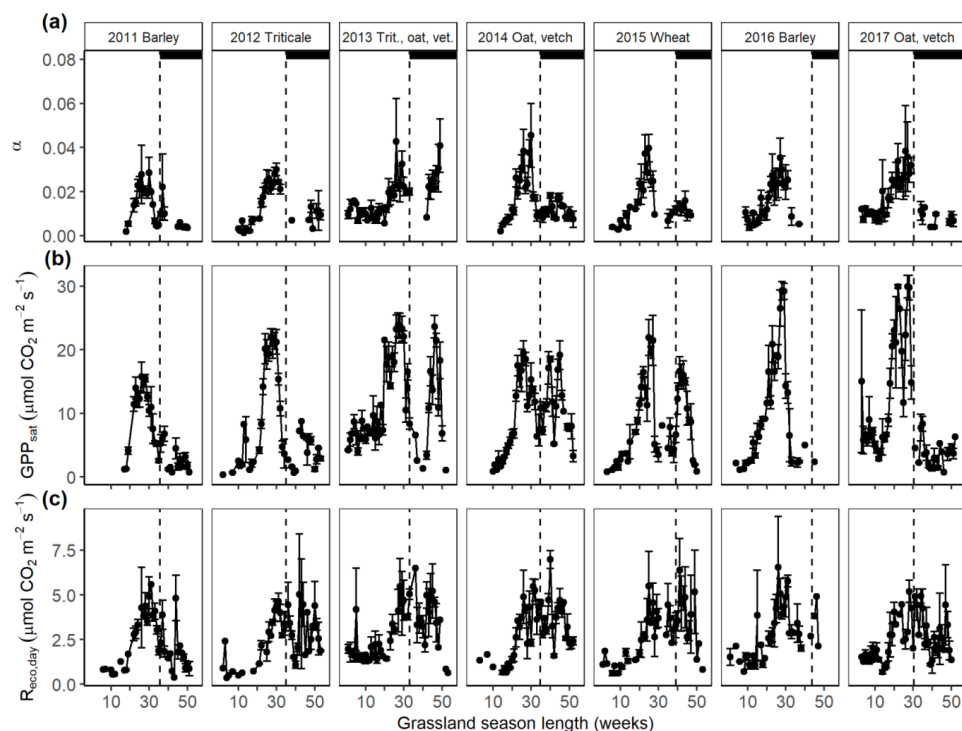 (a)
2011 Barley 2012 Triticale 2013 Trit., oat, vet. 2014 Oat, vetch 2015 Wheat 2016 Barley 2017 Oat, vetch
0.08
0.06
α
0.04
0.02
0.00
(b)
30
GPPsat (μmol CO2 m−2 s−1)
20
10
0
(c)
Reco,day (μmol CO2 m−2 s−1)
7.5
5.0
2.5
0.0
10 30 50 10 30 50 10 30 50 10 30 50 10 30 50 10 30 50 10 30 50
Grassland season length (weeks)